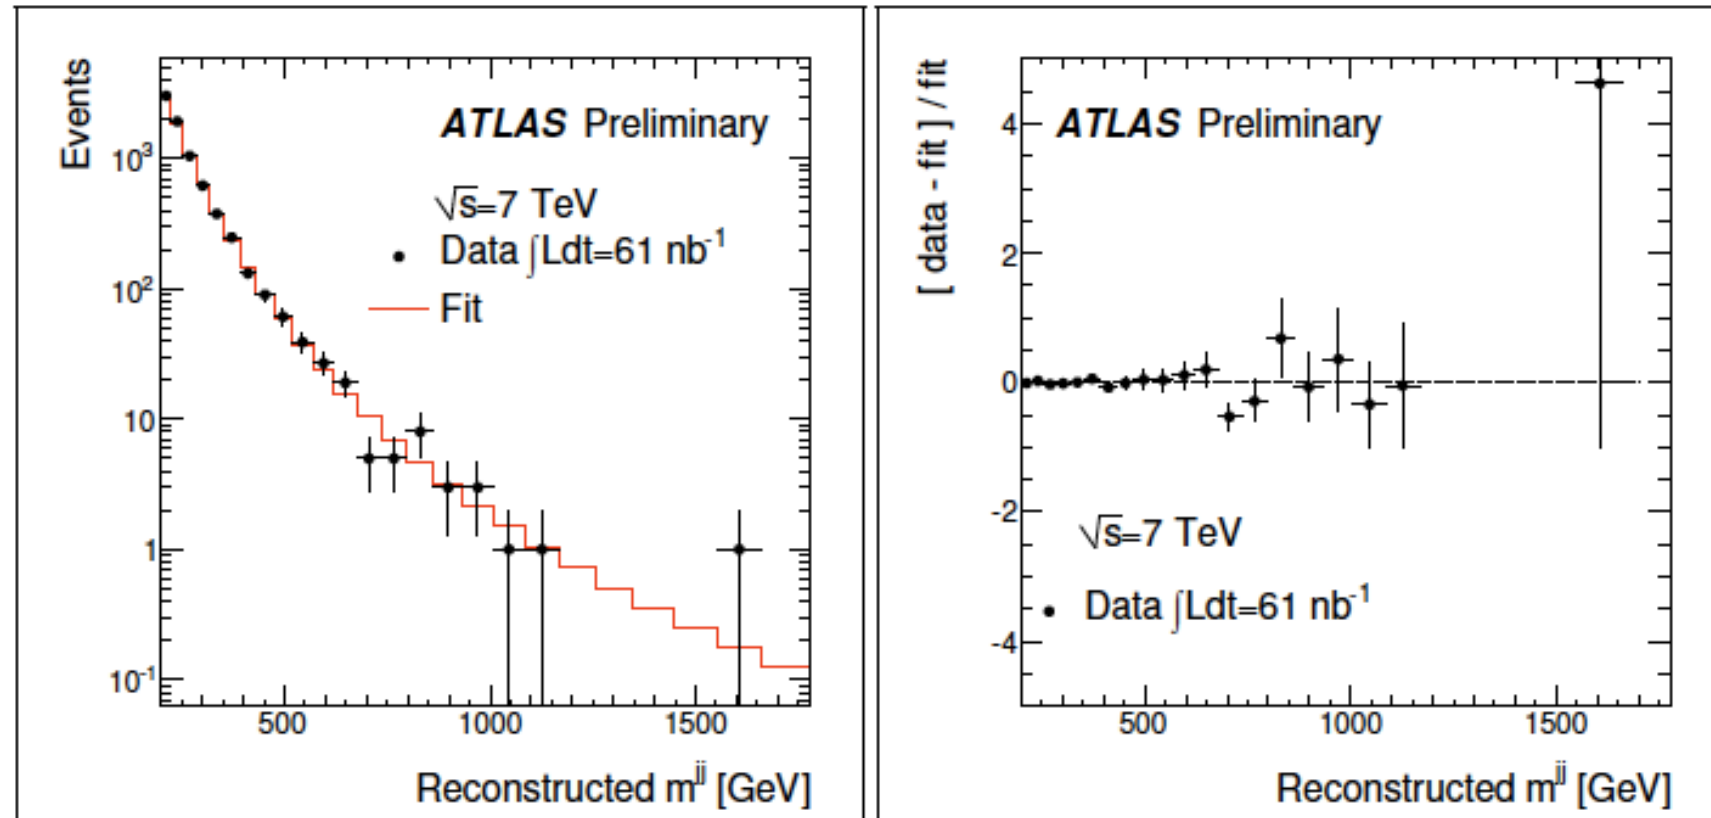 Events
10³
10²
10
1
10⁻¹
ATLAS Preliminary
√s=7 TeV
Data ∫Ldt=61 nb⁻¹
Fit
500 1000 1500
Reconstructed mʲʲ [GeV]
[ data - fit ] / fit
4
2
0
-2
-4
ATLAS Preliminary
√s=7 TeV
Data ∫Ldt=61 nb⁻¹
500 1000 1500
Reconstructed mʲʲ [GeV]